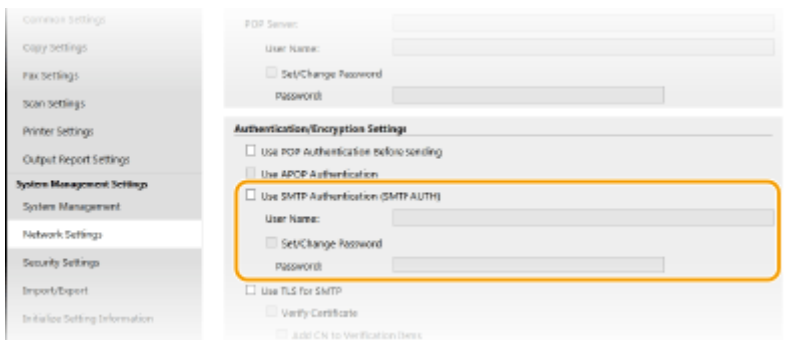 Common Settings
Copy Settings
Fax Settings
Scan Settings
Printer Settings
Output Report Settings
System Management Settings
System Management
Network Settings
Security Settings
Import/Export
Initialize Setting Information
POP Server:
User Name:
Set/Change Password
Password:
Authentication/Encryption Settings
Use POP Authentication Before Sending
Use APOP Authentication
Use SMTP Authentication (SMTP AUTH)
User Name:
Set/Change Password
Password:
Use TLS for SMTP
Verify Certificate
Add CN to Verification Items